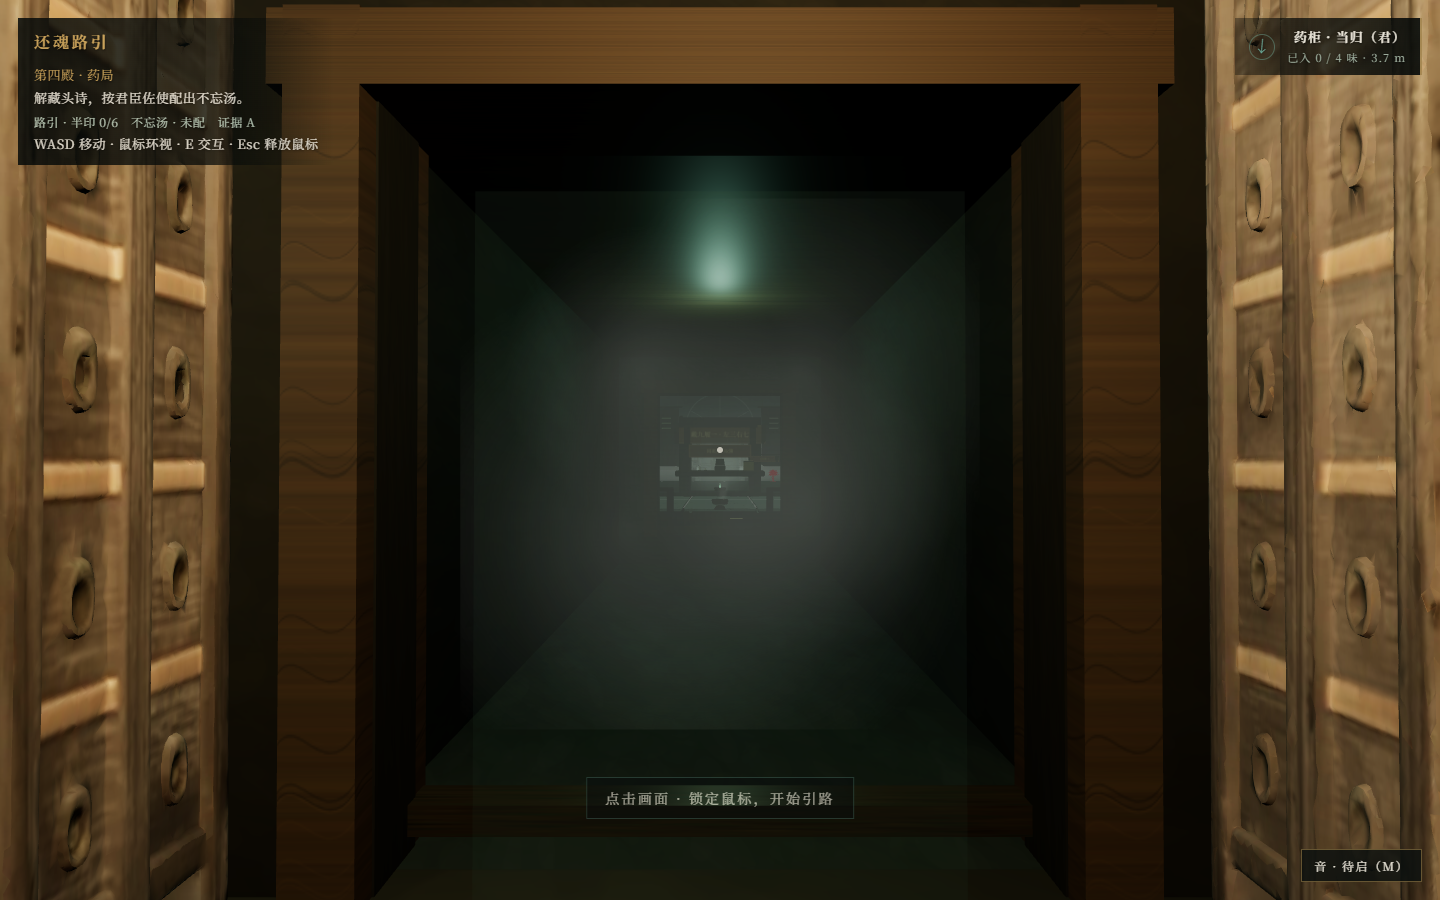 还魂路引
第四殿 · 药局
解藏头诗，按君臣佐使配出不忘汤。
路引 · 半印 0/6 不忘汤 · 未配 证据 A
WASD 移动 · 鼠标环视 · E 交互 · Esc 释放鼠标
药柜 · 当归（君）
已入 0 / 4 味 · 3.7 m
点击画面 · 锁定鼠标，开始引路
音 · 待启（M）